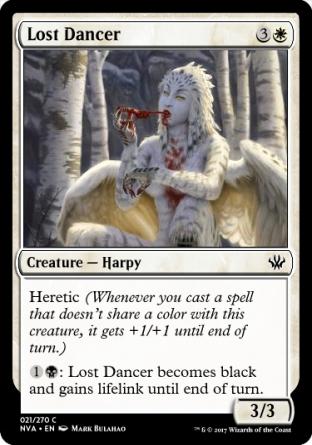 Lost Dancer 3
Creature — Harpy
Heretic (Whenever you cast a spell
that doesn't share a color with this
creature, it gets +1/+1 until end of
turn.)
1 : Lost Dancer becomes black
and gains lifelink until end of turn.
3/3
021/270 C
NVA • EN Mark Bulahao
™ & © 2017 Wizards of the Coast